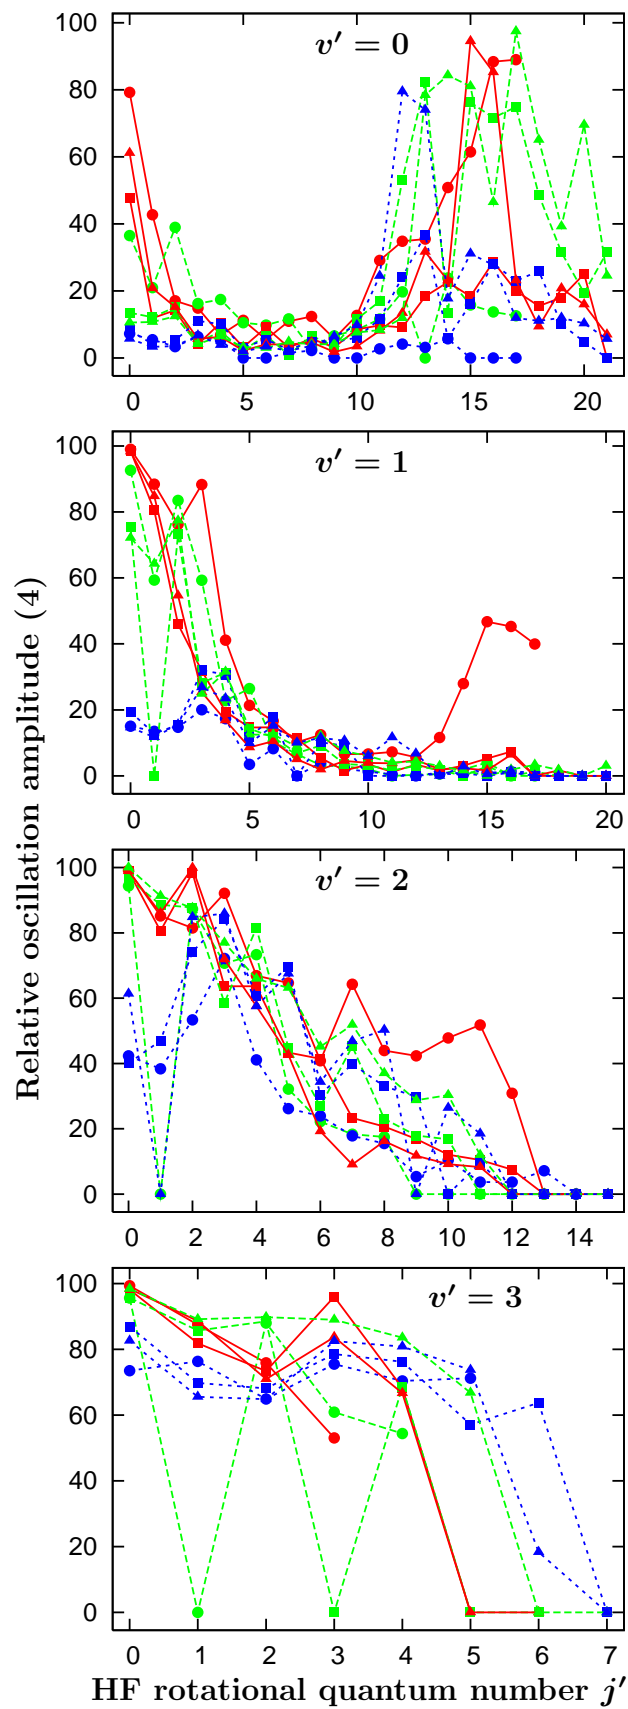 Relative oscillation amplitude (4)
v′ = 0
100
80
60
40
20
0
0 5 10 15 20
v′ = 1
100
80
60
40
20
0
0 5 10 15 20
v′ = 2
100
80
60
40
20
0
0 2 4 6 8 10 12 14
v′ = 3
100
80
60
40
20
0
0 1 2 3 4 5 6 7
HF rotational quantum number j′